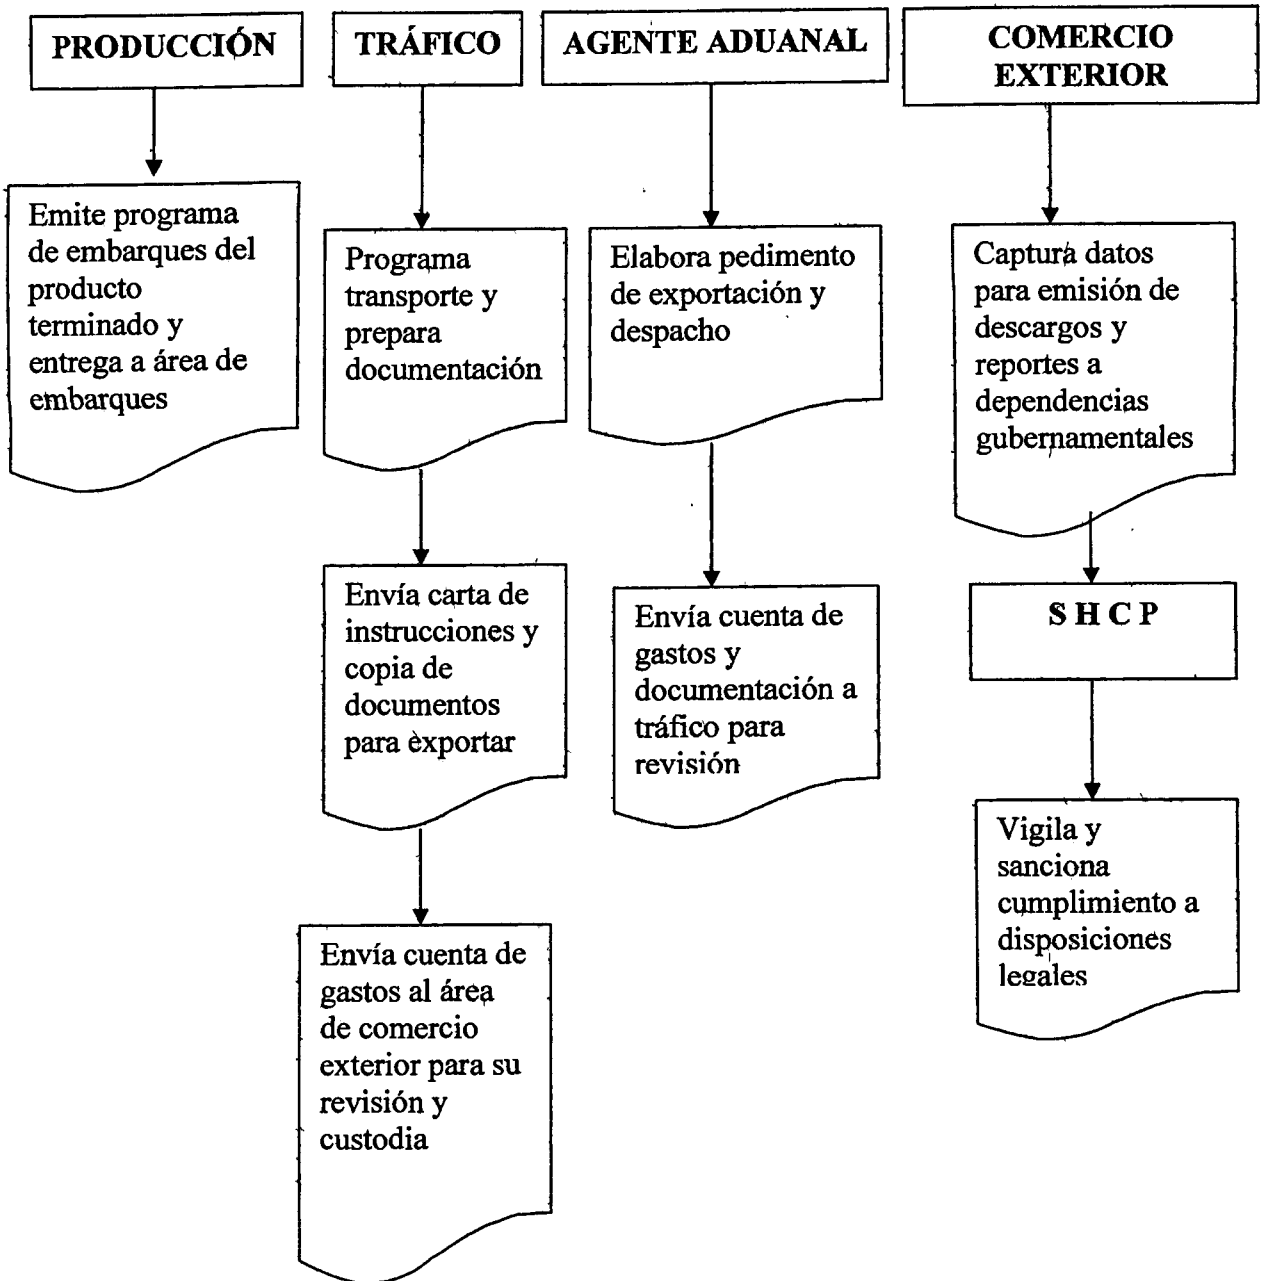 PRODUCCIÓN
Emite programa
de embarques del
producto
terminado y
entrega a área de
embarques
TRÁFICO
Programa
transporte y
prepara
documentación
Envía carta de
instrucciones y
copia de
documentos
para exportar
Envía cuenta de
gastos al área
de comercio
exterior para su
revisión y
custodia
AGENTE ADUANAL
Elabora pedimento
de exportación y
despacho
Envía cuenta de
gastos y
documentación a
tráfico para
revisión
COMERCIO
EXTERIOR
Captura datos
para emisión de
descargos y
reportes a
dependencias
gubernamentales
S H C P
Vigila y
sanciona
cumplimiento a
disposiciones
legales